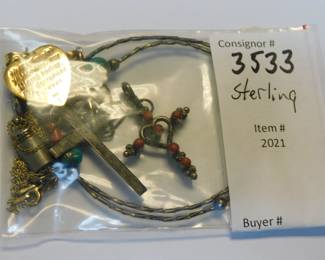 Consignor #
3533
Sterling
Item #
2021
Buyer #